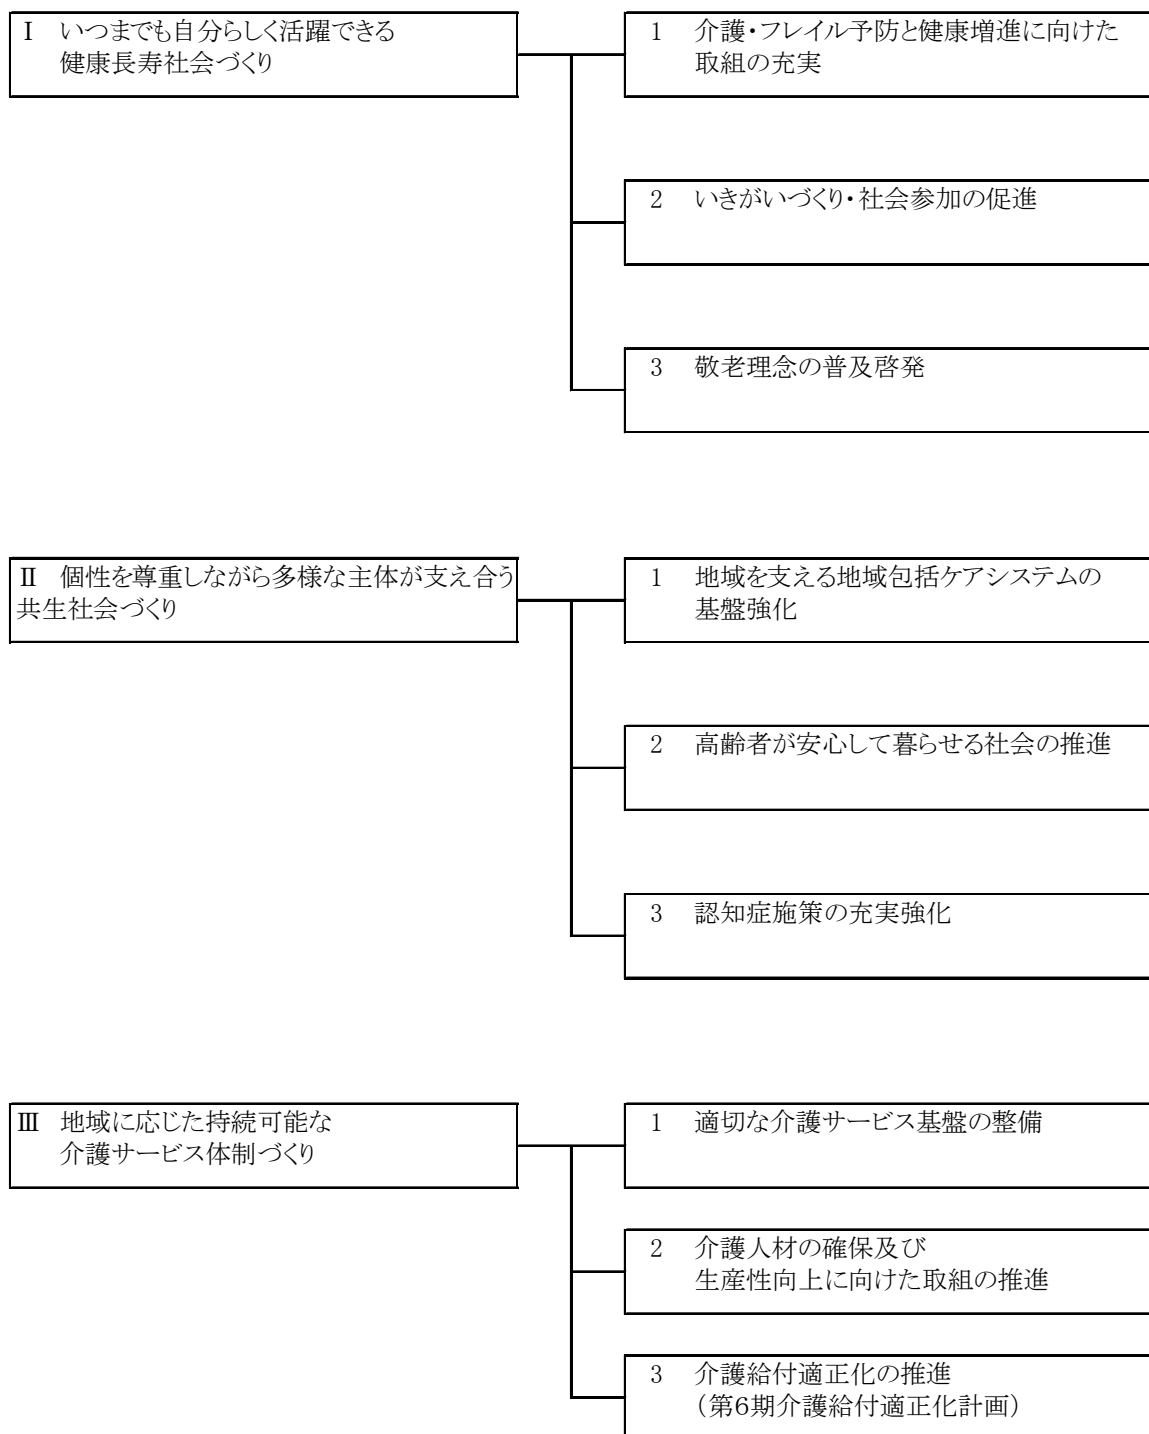 Ⅰ いつまでも自分らしく活躍できる
健康長寿社会づくり
1 介護・フレイル予防と健康増進に向けた
取組の充実
2 いきがいづくり・社会参加の促進
3 敬老理念の普及啓発
Ⅱ 個性を尊重しながら多様な主体が支え合う
共生社会づくり
1 地域を支える地域包括ケアシステムの
基盤強化
2 高齢者が安心して暮らせる社会の推進
3 認知症施策の充実強化
Ⅲ 地域に応じた持続可能な
介護サービス体制づくり
1 適切な介護サービス基盤の整備
2 介護人材の確保及び
生産性向上に向けた取組の推進
3 介護給付適正化の推進
（第6期介護給付適正化計画）